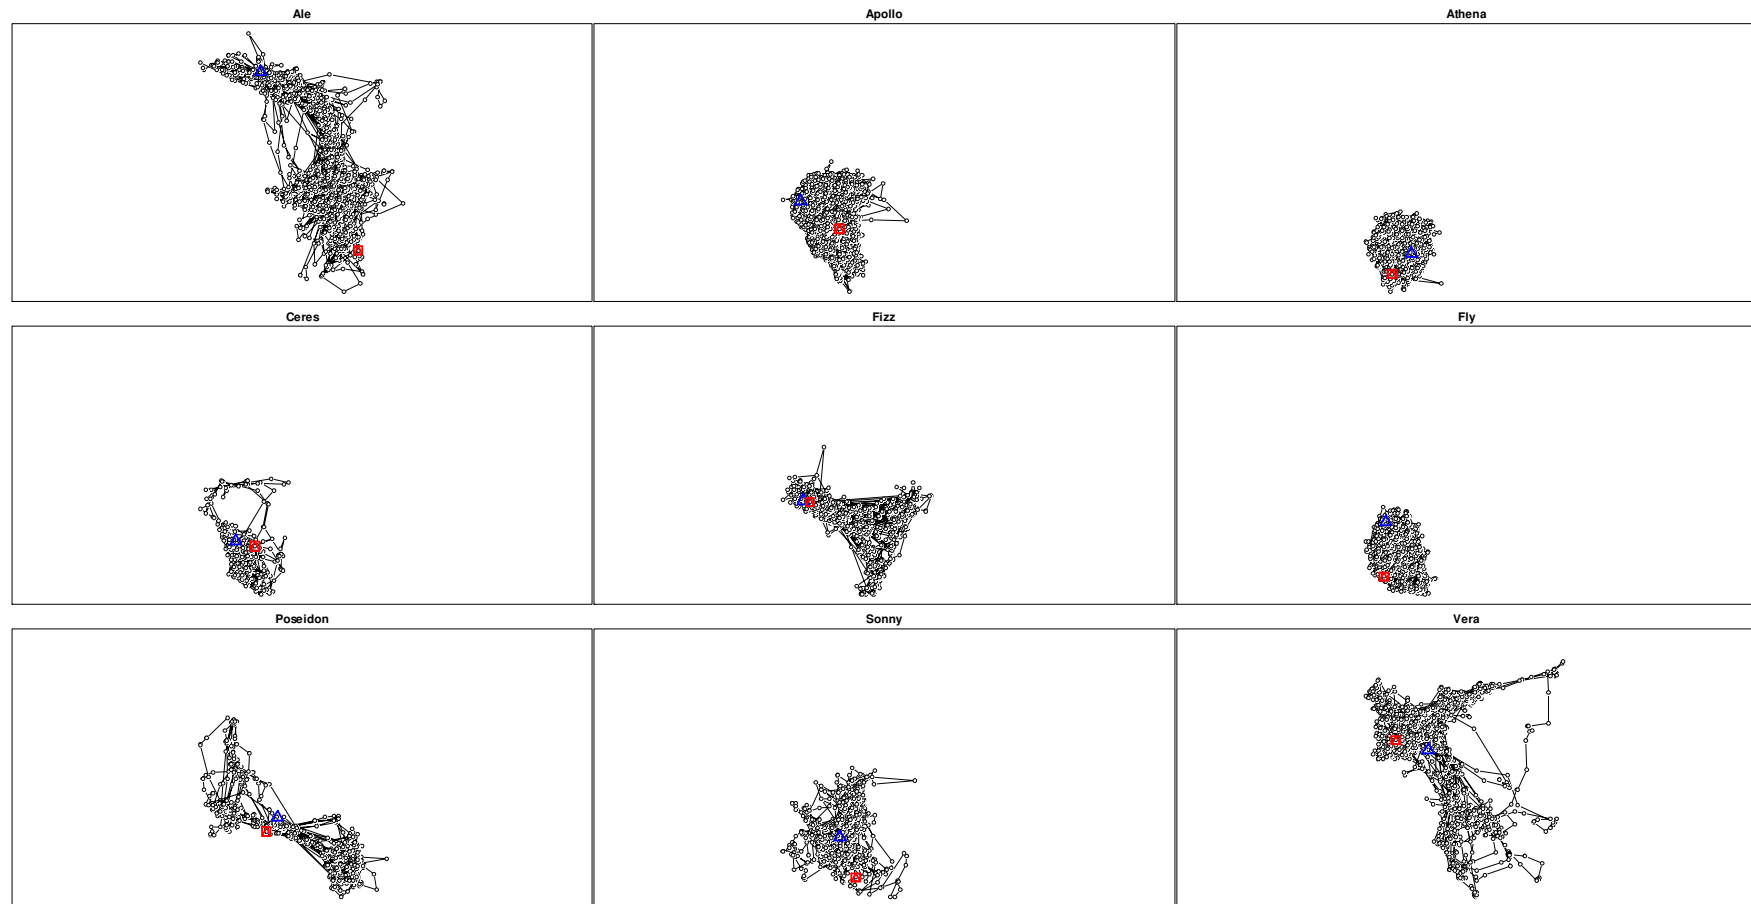 Ale
Apollo
Athena
Ceres
Fizz
Fly
Poseidon
Sonny
Vera